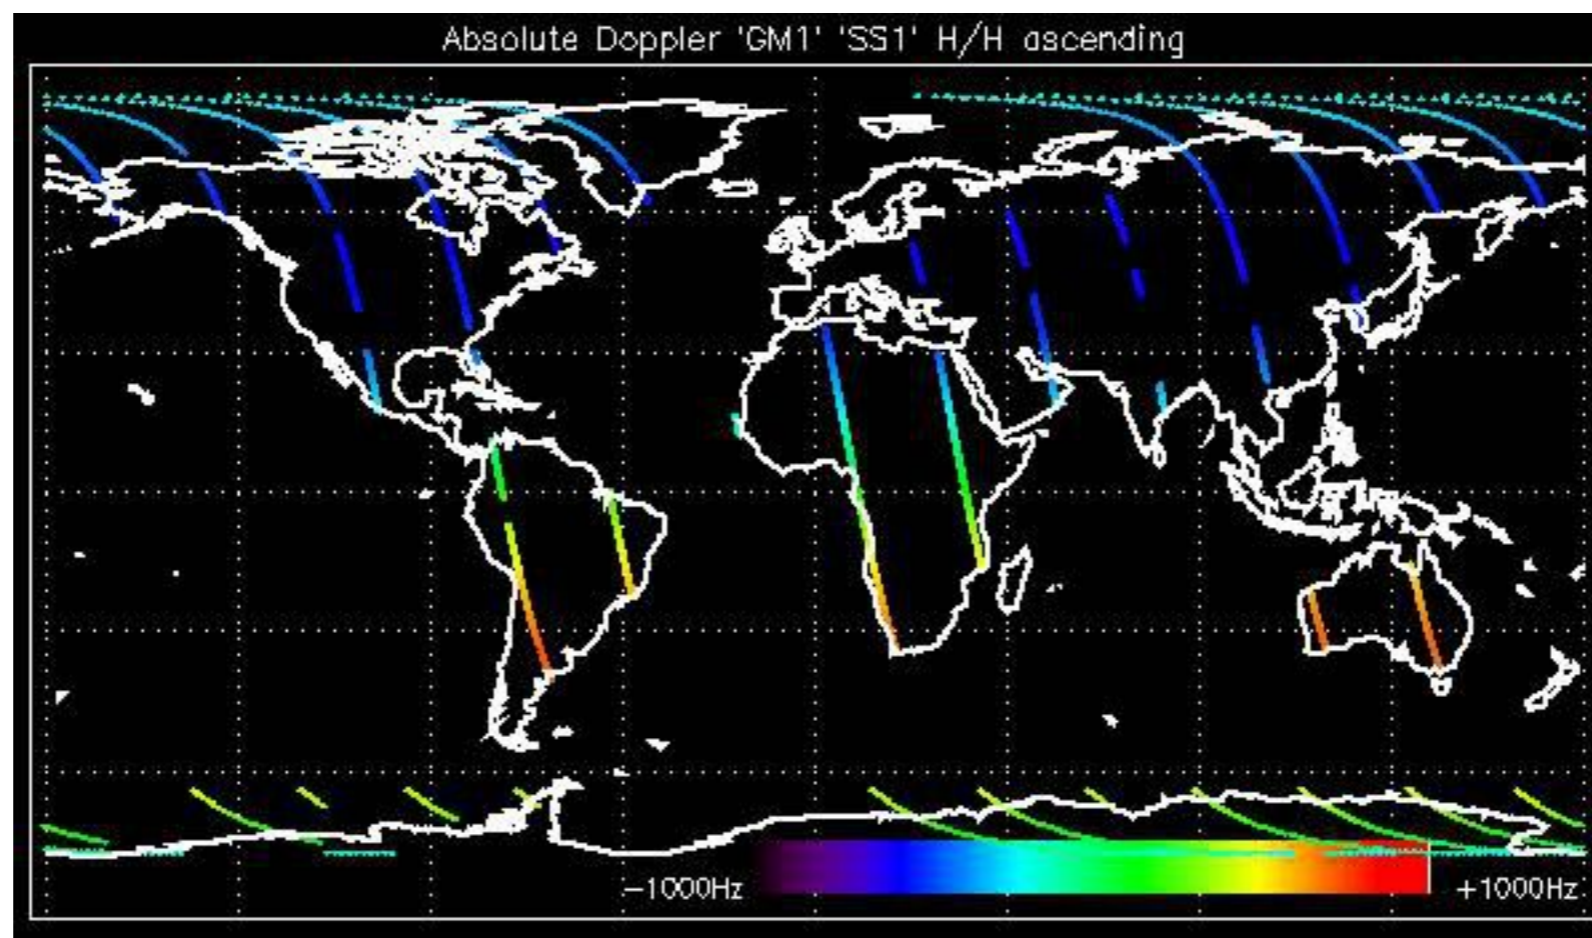 Absolute Doppler 'GM1' 'SS1' H/H ascending
-1000Hz +1000Hz